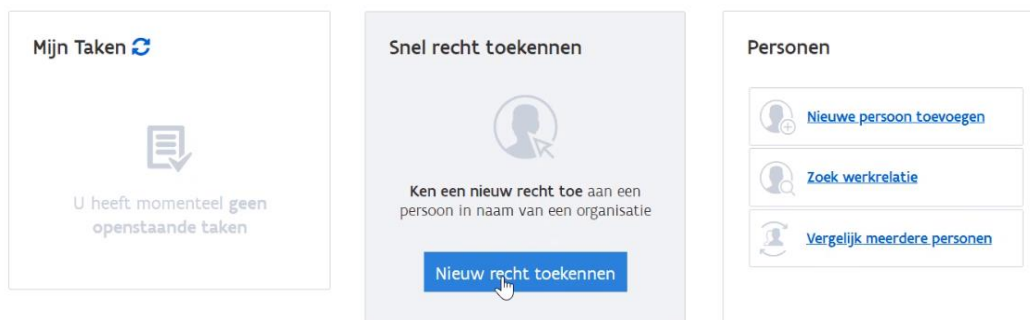 Mijn Taken
U heeft momenteel geen
openstaande taken
Snel recht toekennen
Ken een nieuw recht toe aan een
persoon in naam van een organisatie
Nieuw recht toekennen
Personen
Nieuwe persoon toevoegen
Zoek werkrelatie
Vergelijk meerdere personen